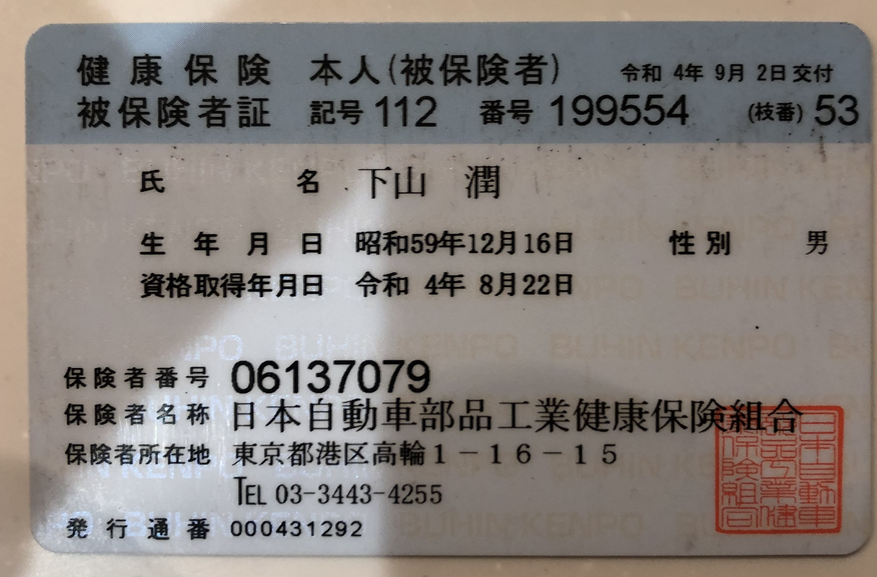 健康保険 本人(被保険者) 令和 4年 9月 2日交付
被保険者証 記号 112 番号 199554 (枝番) 53
氏名 下山 潤
生年月日 昭和59年12月16日 性別 男
資格取得年月日 令和 4年 8月22日
保険者番号 06137079
保険者名称 日本自動車部品工業健康保険組合
保険者所在地 東京都港区高輪1-16-15
TEL 03-3443-4255
発行通番 000431292
BUHIN KENPO